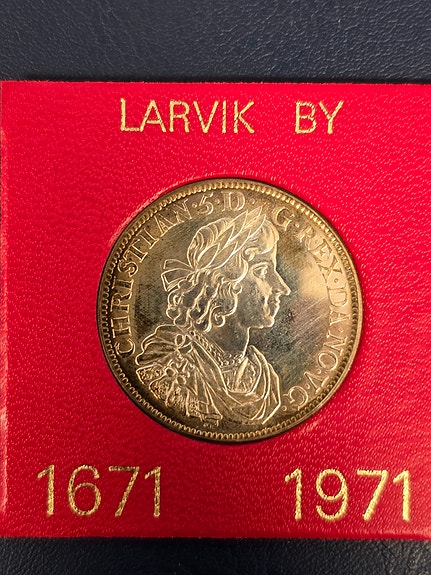 LARVIK BY
CHRISTIAN·5·D·G·REX·DA·NO·V·G·
1671 1971